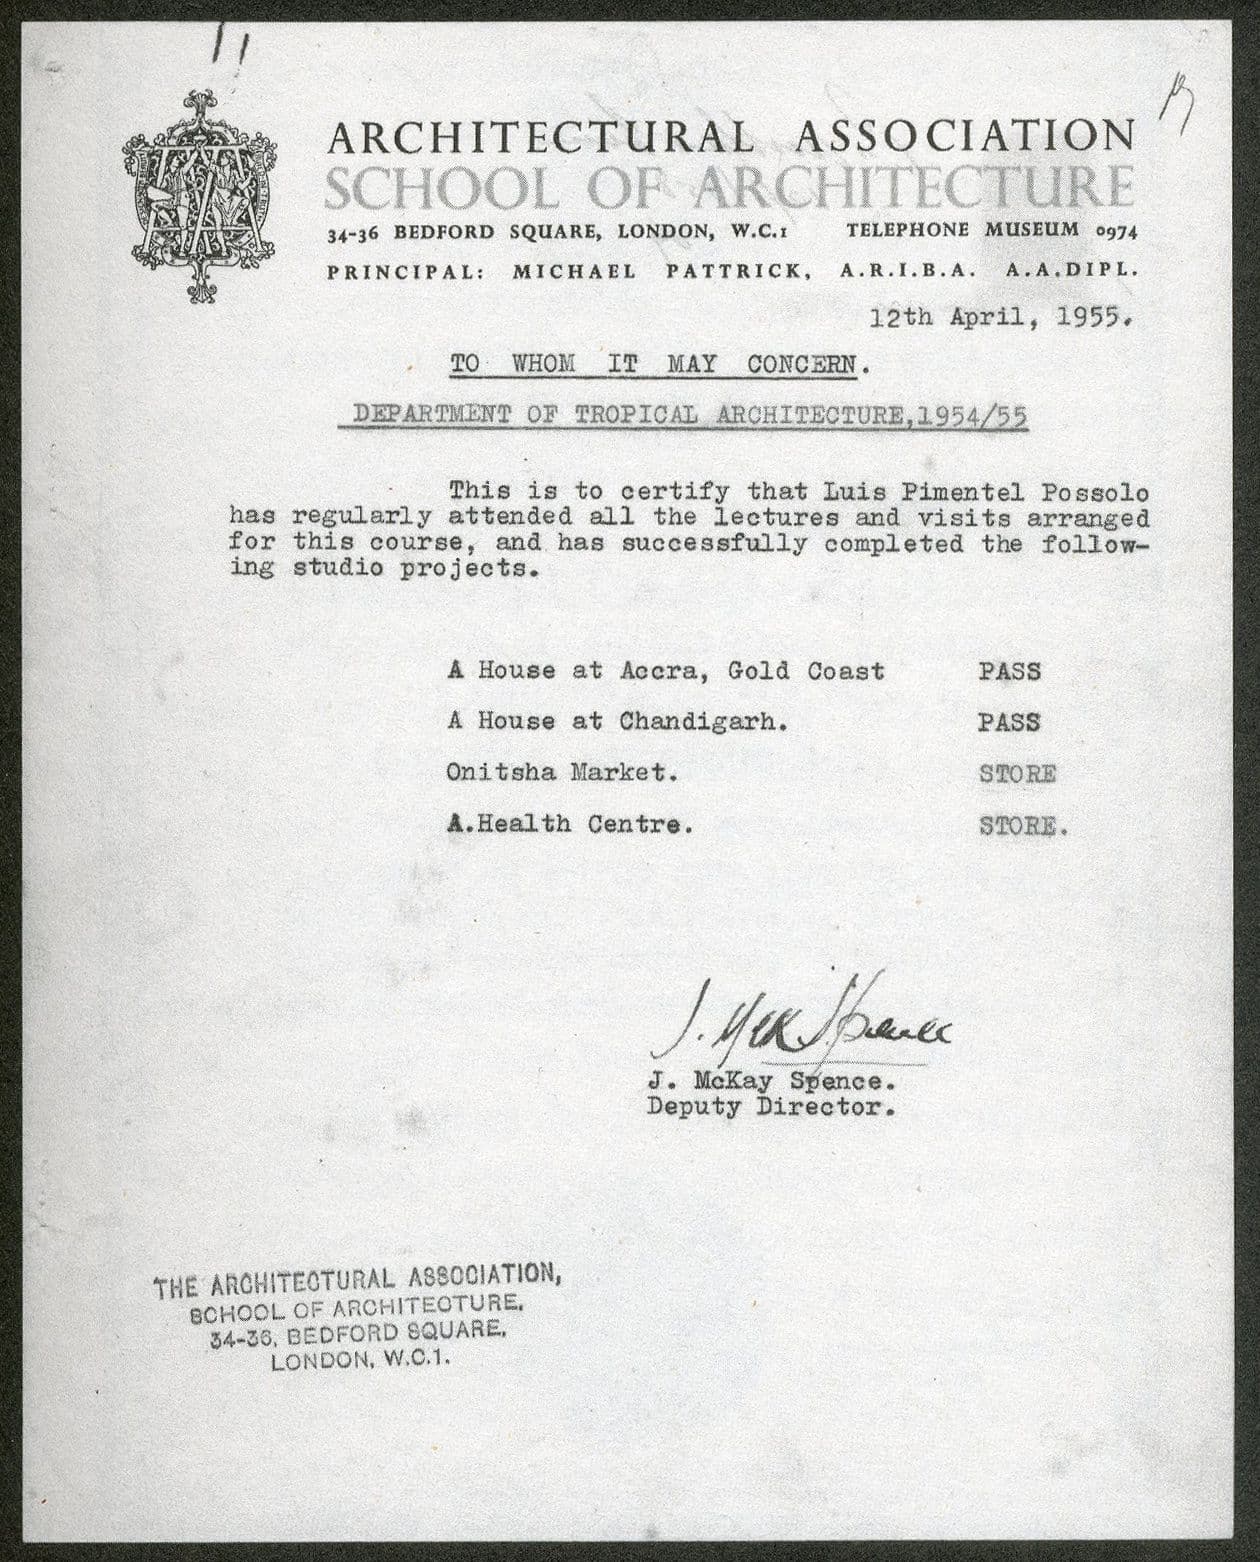 ARCHITECTURAL ASSOCIATION
SCHOOL OF ARCHITECTURE
34-36 BEDFORD SQUARE, LONDON, W.C.1 TELEPHONE MUSEUM 0974
PRINCIPAL: MICHAEL PATTRICK, A.R.I.B.A. A.A.DIPL.
12th April, 1955.
TO WHOM IT MAY CONCERN.
DEPARTMENT OF TROPICAL ARCHITECTURE,1954/55
This is to certify that Luis Pimentel Possolo
has regularly attended all the lectures and visits arranged
for this course, and has successfully completed the follow-
ing studio projects.
A House at Accra, Gold Coast PASS
A House at Chandigarh. PASS
Onitsha Market. STORE
A.Health Centre. STORE.
J. McKay Spence
J. McKay Spence.
Deputy Director.
THE ARCHITECTURAL ASSOCIATION,
SCHOOL OF ARCHITECTURE,
34-36, BEDFORD SQUARE,
LONDON, W.C.1.